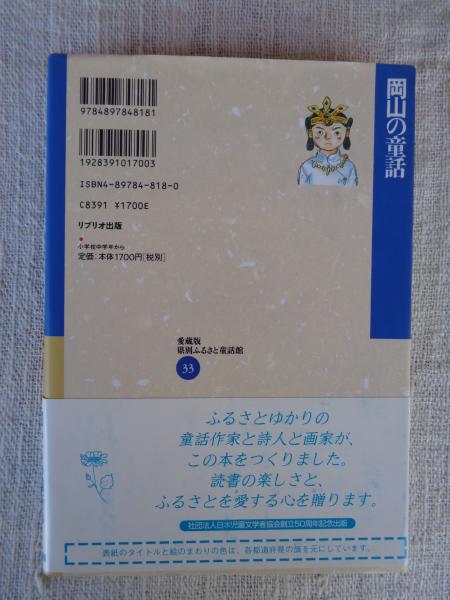 岡山の童話
9784897848181
1928391017003
ISBN4-89784-818-0
C8391 ¥1700E
リブリオ出版
小学校中学年から
定価：本体1700円[税別]
愛蔵版
県別ふるさと童話館
33
ふるさとゆかりの
童話作家と詩人と画家が、
この本をつくりました。
読書の楽しさと、
ふるさとを愛する心を贈ります。
社団法人日本児童文学者協会創立50周年記念出版
表紙のタイトルと絵のまわりの色は、各都道府県の旗を元にしています。